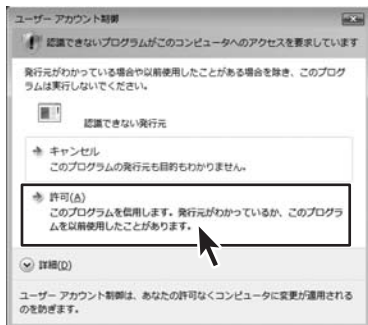 ユーザー アカウント制御
認識できないプログラムがこのコンピュータへのアクセスを要求しています
発行元がわかっている場合や以前使用したことがある場合を除き、このプログ
ラムは実行しないでください。
認識できない発行元
キャンセル
このプログラムの発行元も目的もわかりません。
許可(A)
このプログラムを信用します。発行元がわかっているか、このプログラ
ムを以前使用したことがあります。
詳細(D)
ユーザー アカウント制御は、あなたの許可なくコンピュータに変更が適用される
のを防ぎます。